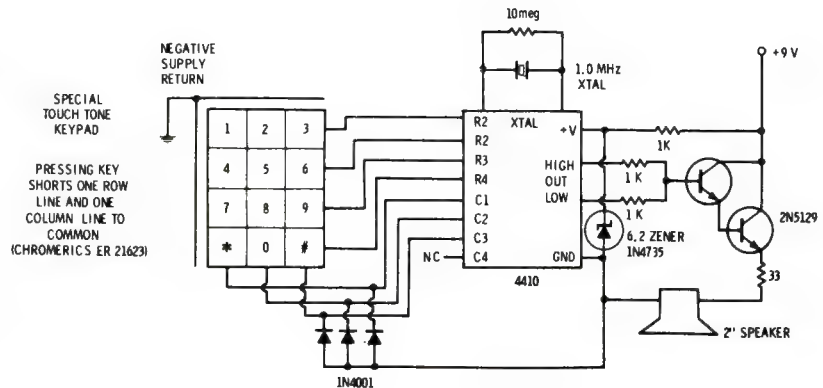 10meg
NEGATIVE
SUPPLY
RETURN
+9 V
1.0 MHz
XTAL
SPECIAL
TOUCH TONE
KEYPAD
1 2 3
4 5 6
7 8 9
* 0 #
PRESSING KEY
SHORTS ONE ROW
LINE AND ONE
COLUMN LINE TO
COMMON
(CHROMERICS ER 21623)
R2 XTAL +V
R2
R3 HIGH
R4 OUT
C1 LOW
C2
C3
C4 GND
NC
4410
1K
1 K
1 K
6.2 ZENER
1N4735
2N5129
33
2" SPEAKER
1N4001